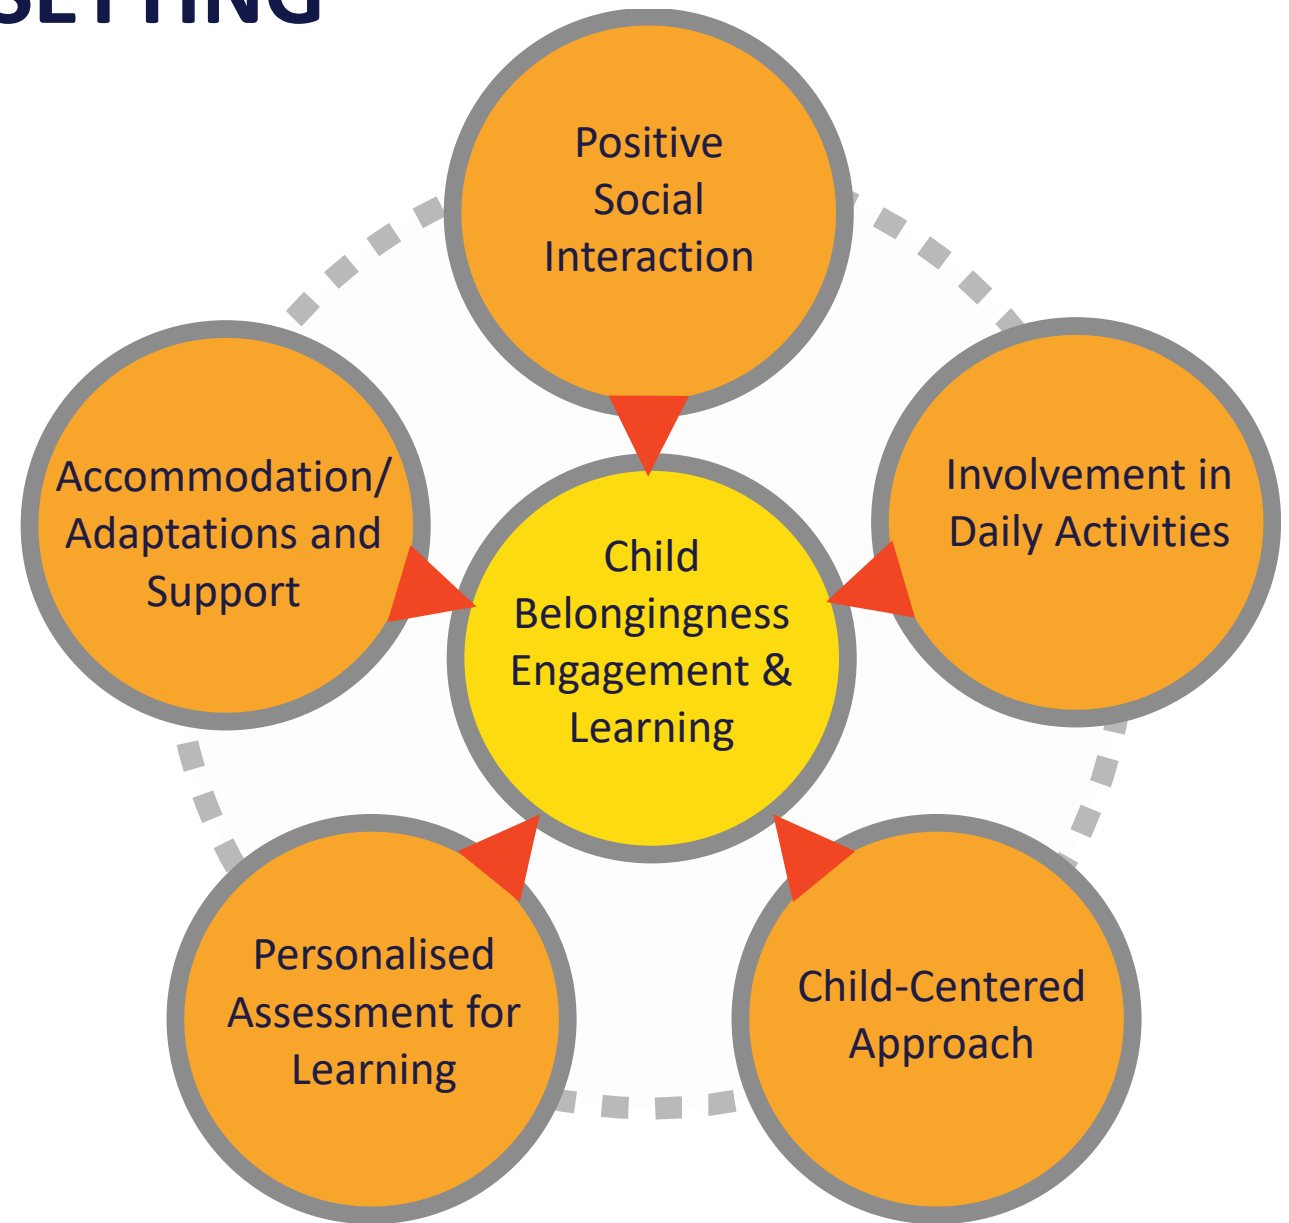 SETTING
Positive
Social
Interaction
Accommodation/
Adaptations and
Support
Involvement in
Daily Activities
Child
Belongingness
Engagement &
Learning
Personalised
Assessment for
Learning
Child-Centered
Approach